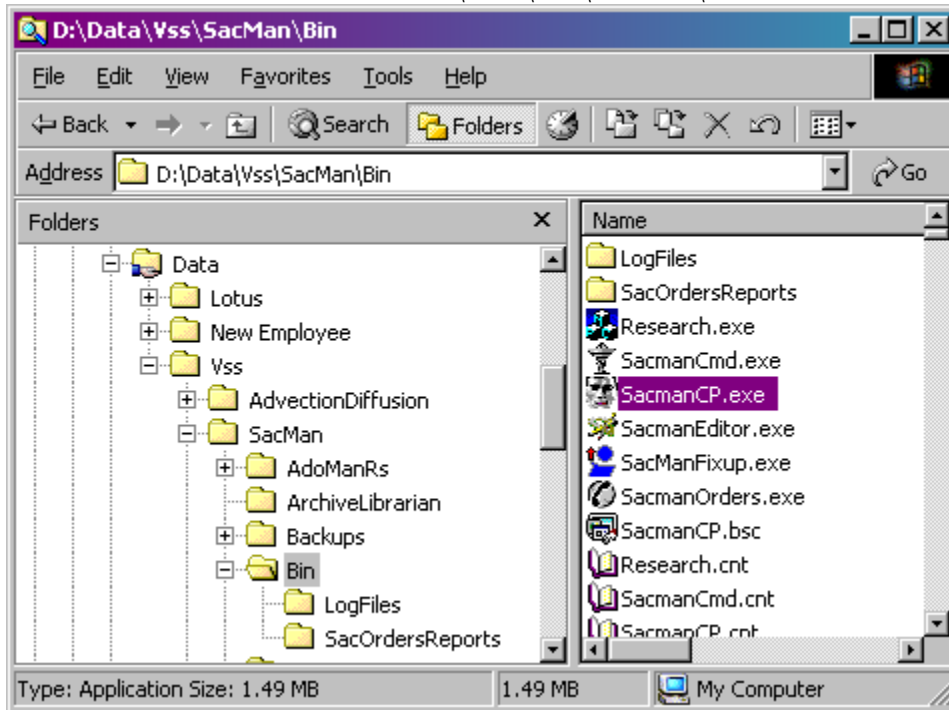 D:\Data\Vss\SacMan\Bin
File Edit View Favorites Tools Help
Back Search Folders
Address D:\Data\Vss\SacMan\Bin Go
Folders
Data
Lotus
New Employee
Vss
AdvectionDiffusion
SacMan
AdoManRs
ArchiveLibrarian
Backups
Bin
LogFiles
SacOrdersReports
Name
LogFiles
SacOrdersReports
Research.exe
SacmanCmd.exe
SacmanCP.exe
SacmanEditor.exe
SacManFixup.exe
SacmanOrders.exe
SacmanCP.bsc
Research.cnt
SacmanCmd.cnt
SacmanCP.cnt
Type: Application Size: 1.49 MB 1.49 MB My Computer